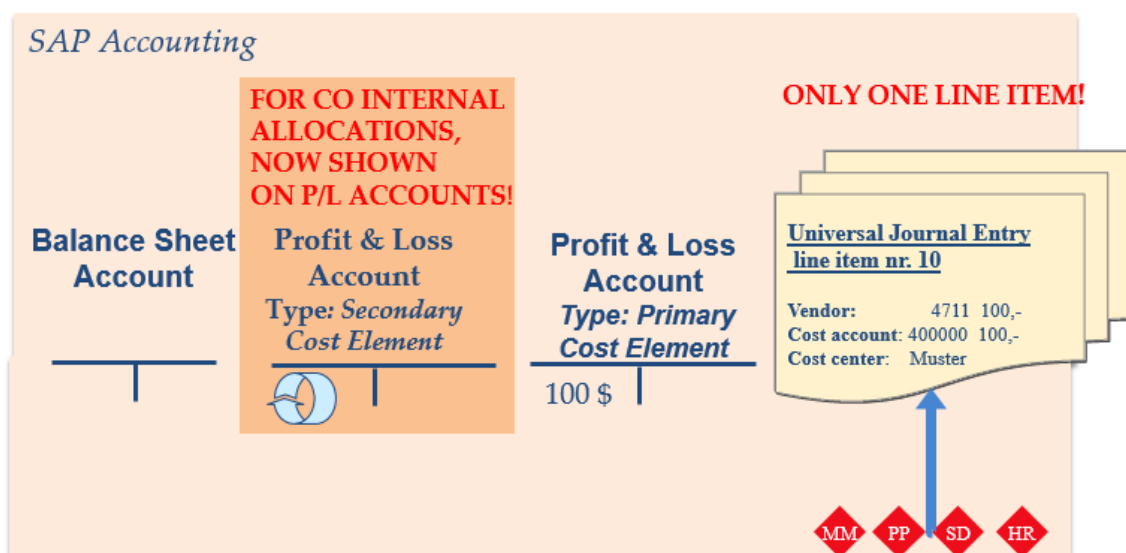 SAP Accounting
FOR CO INTERNAL
ALLOCATIONS,
NOW SHOWN
ON P/L ACCOUNTS!
ONLY ONE LINE ITEM!
Balance Sheet
Account
Profit & Loss
Account
Type: Secondary
Cost Element
Profit & Loss
Account
Type: Primary
Cost Element
100 $
Universal Journal Entry
line item nr. 10
Vendor: 4711 100,-
Cost account: 400000 100,-
Cost center: Muster
MM PP SD HR